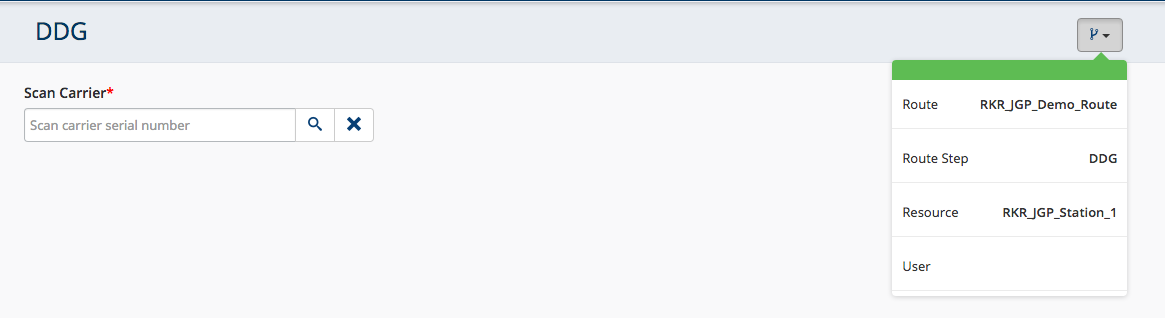 DDG
Scan Carrier*
Scan carrier serial number
Route RKR_JGP_Demo_Route
Route Step DDG
Resource RKR_JGP_Station_1
User